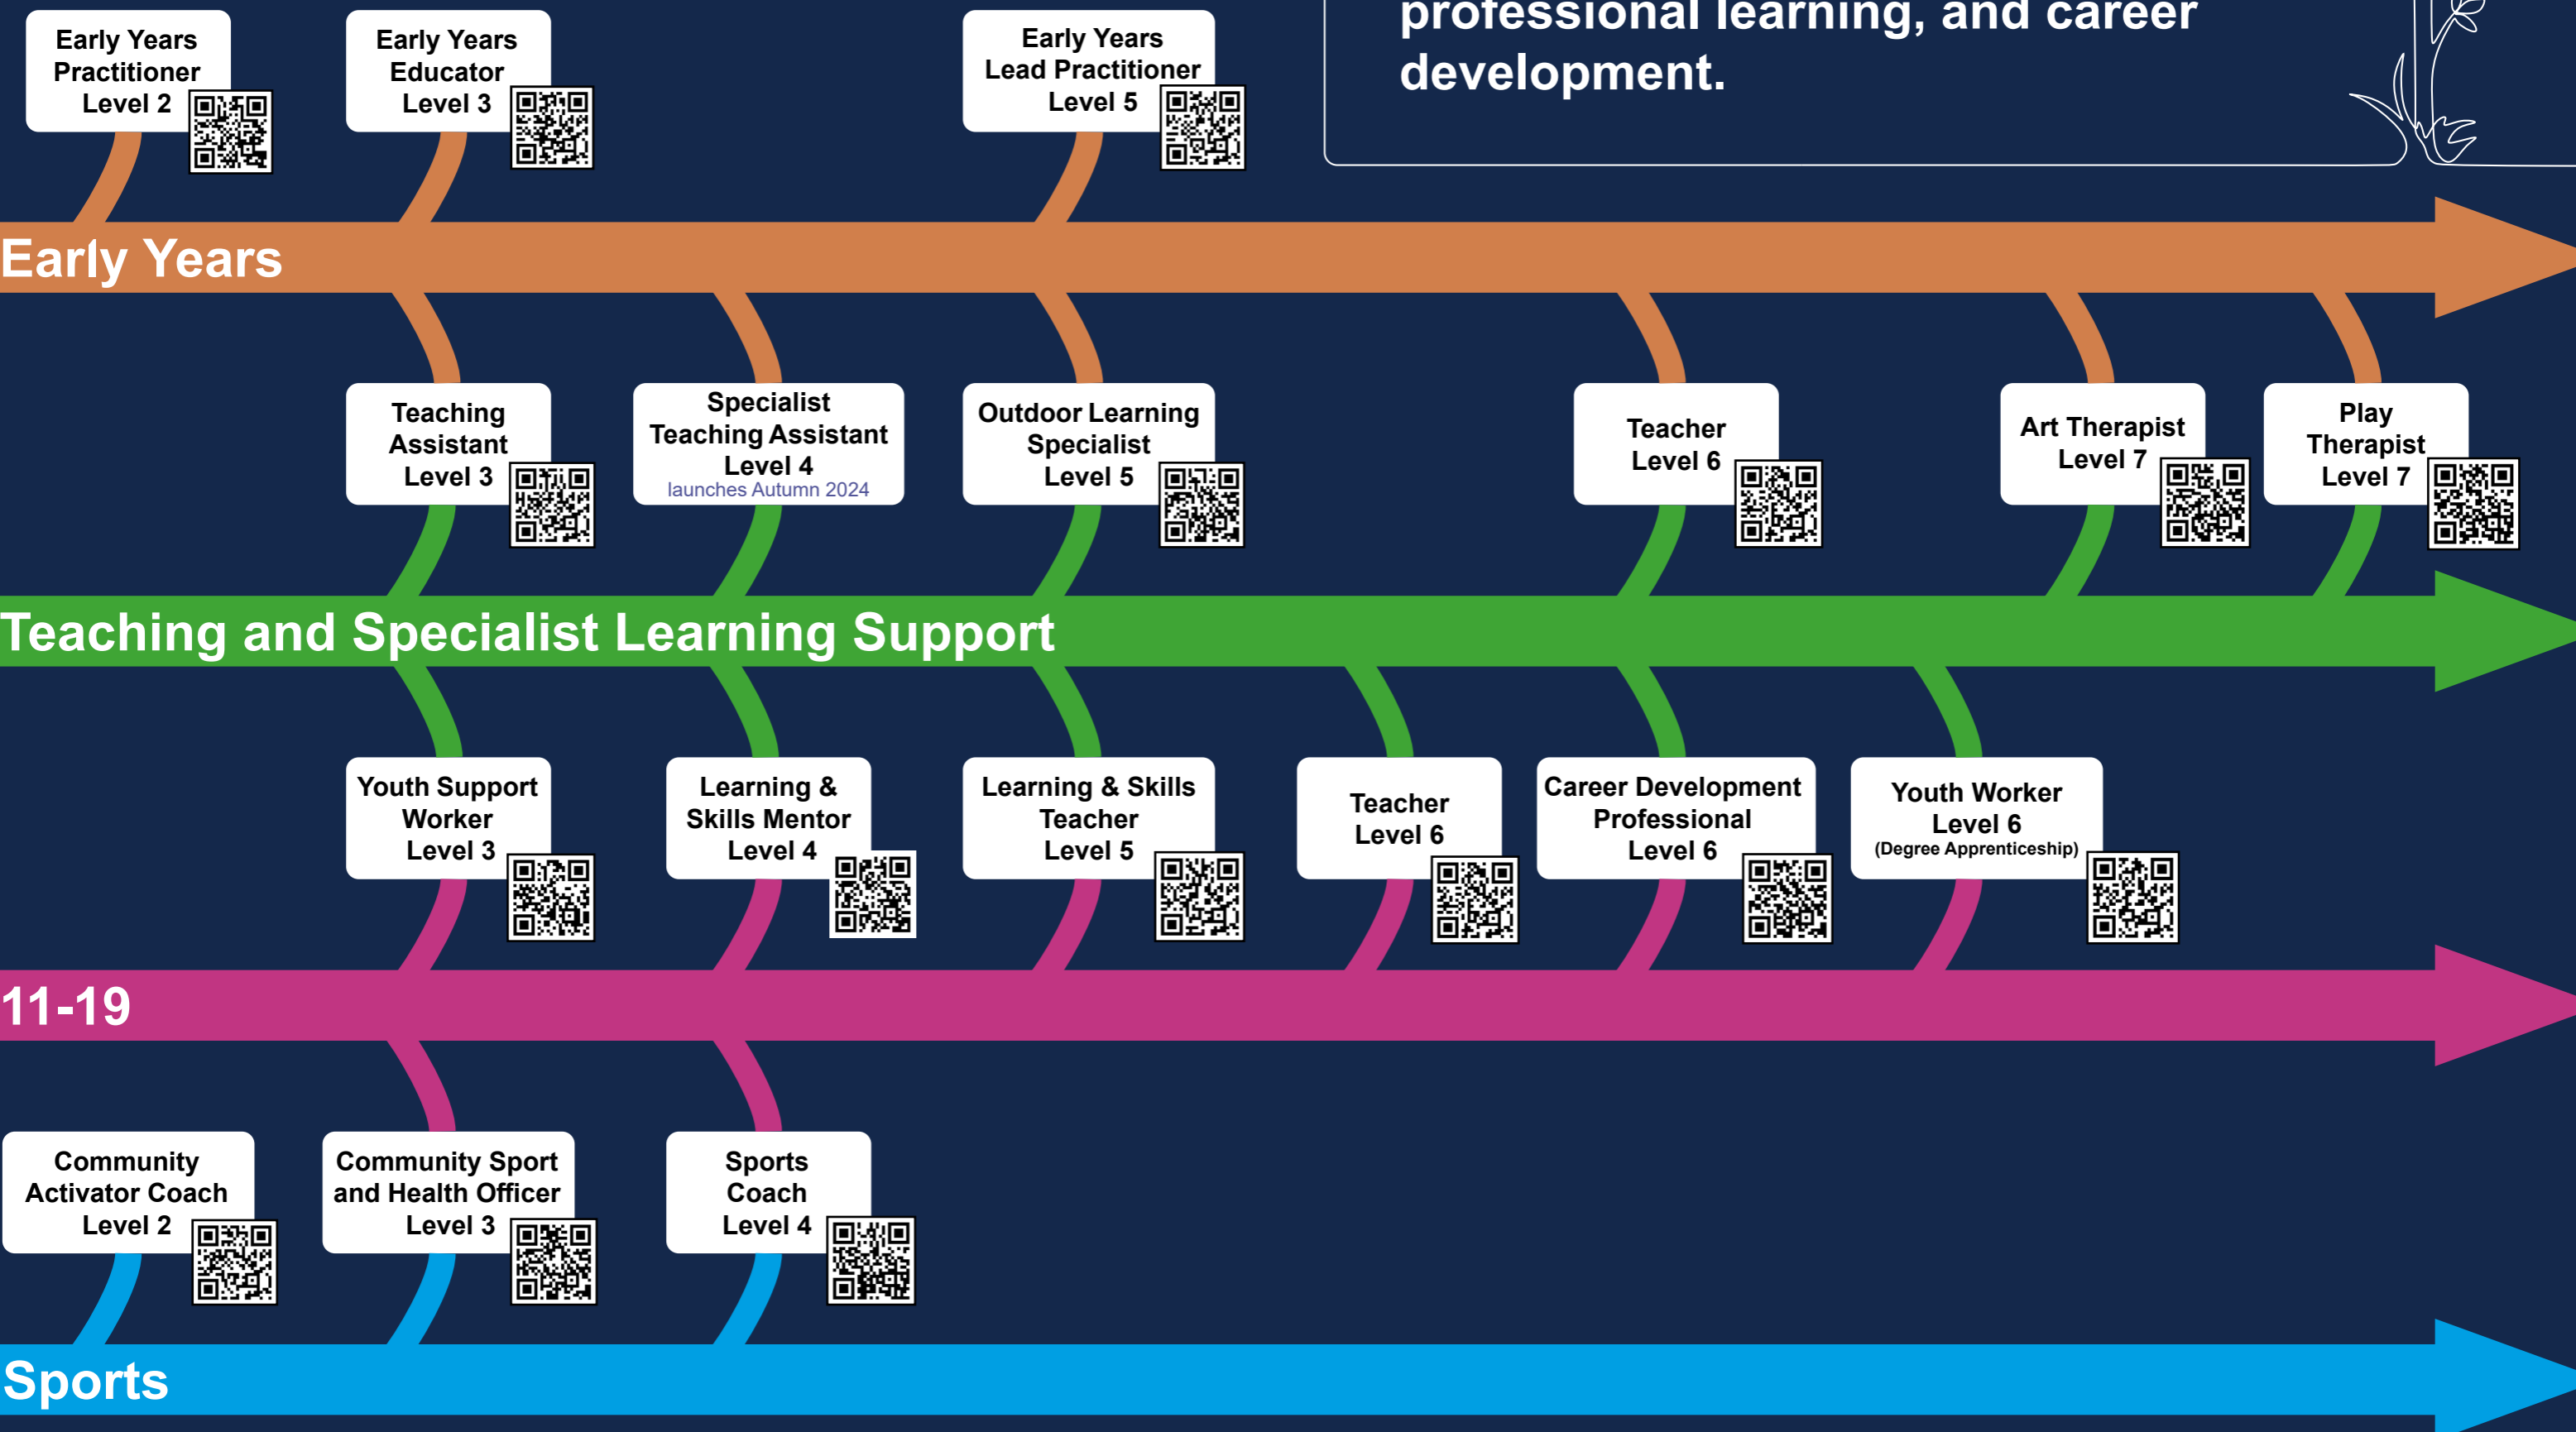 professional learning, and career
development.
Early Years
Practitioner
Level 2
Early Years
Educator
Level 3
Early Years
Lead Practitioner
Level 5
Early Years
Teaching
Assistant
Level 3
Specialist
Teaching Assistant
Level 4
launches Autumn 2024
Outdoor Learning
Specialist
Level 5
Teacher
Level 6
Art Therapist
Level 7
Play
Therapist
Level 7
Teaching and Specialist Learning Support
Youth Support
Worker
Level 3
Learning &
Skills Mentor
Level 4
Learning & Skills
Teacher
Level 5
Teacher
Level 6
Career Development
Professional
Level 6
Youth Worker
Level 6
(Degree Apprenticeship)
11-19
Community
Activator Coach
Level 2
Community Sport
and Health Officer
Level 3
Sports
Coach
Level 4
Sports